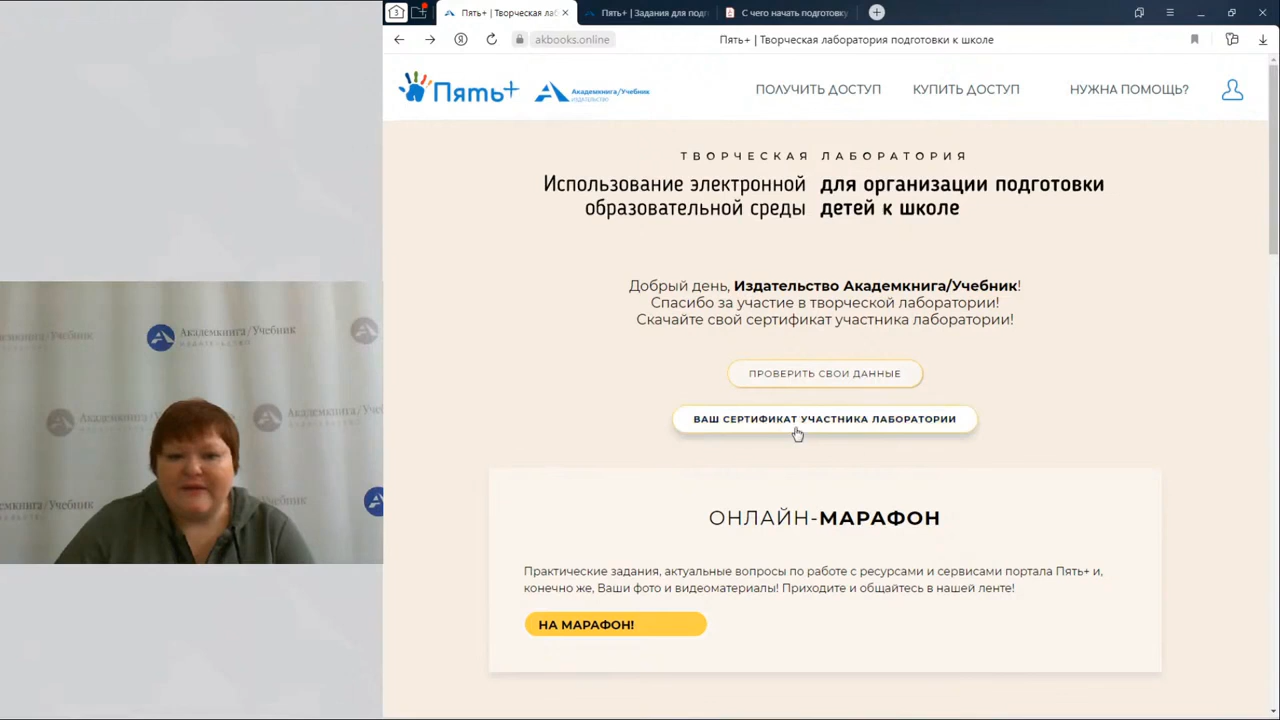 3
Пять+ | Творческая лаб
Пять+ | Задания для под
С чего начать подготовку
akbooks.online
Пять+ | Творческая лаборатория подготовки к школе
Пять+
Академкнига/Учебник
ИЗДАТЕЛЬСТВО
ПОЛУЧИТЬ ДОСТУП
КУПИТЬ ДОСТУП
НУЖНА ПОМОЩЬ?
ТВОРЧЕСКАЯ ЛАБОРАТОРИЯ
Использование электронной для организации подготовки
образовательной среды детей к школе
Добрый день, Издательство Академкнига/Учебник!
Спасибо за участие в творческой лаборатории!
Скачайте свой сертификат участника лаборатории!
ПРОВЕРИТЬ СВОИ ДАННЫЕ
ВАШ СЕРТИФИКАТ УЧАСТНИКА ЛАБОРАТОРИИ
ОНЛАЙН-МАРАФОН
Практические задания, актуальные вопросы по работе с ресурсами и сервисами портала Пять+ и,
конечно же, Ваши фото и видеоматериалы! Приходите и общайтесь в нашей ленте!
НА МАРАФОН!
Академкнига/Учебник
ИЗДАТЕЛЬСТВО